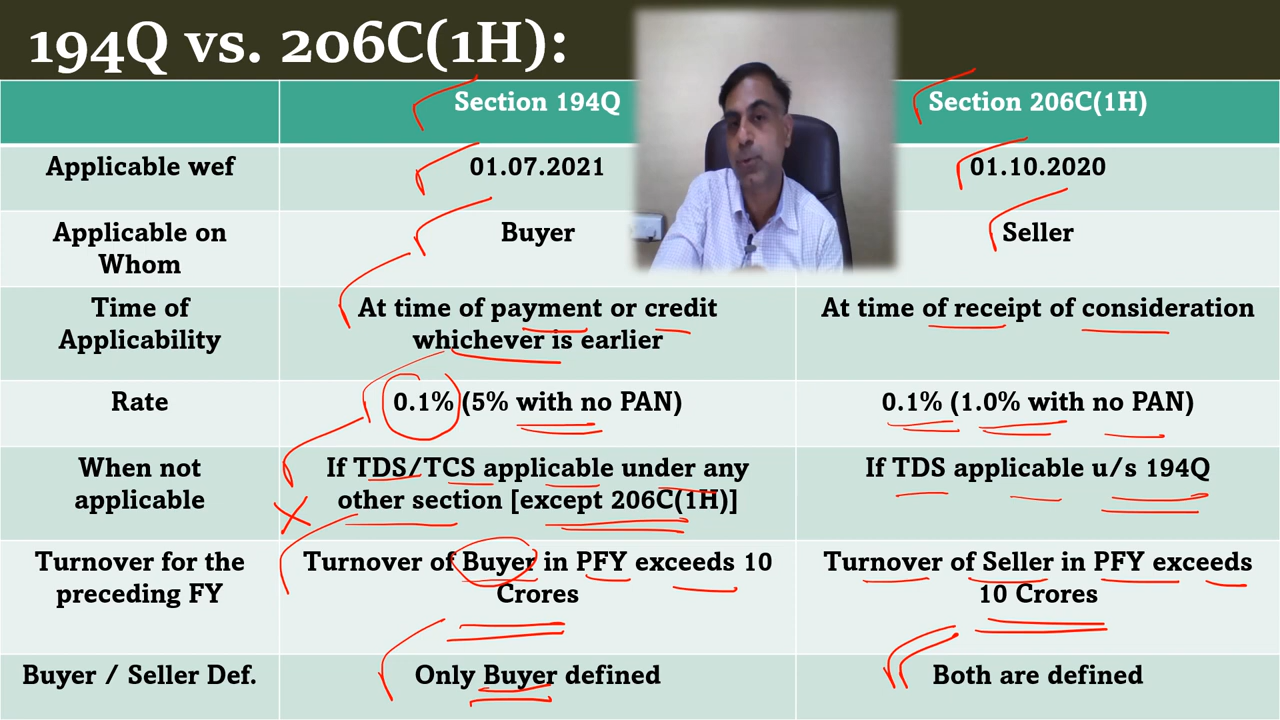 194Q vs. 206C(1H):
Section 194Q
Section 206C(1H)
Applicable wef
01.07.2021
01.10.2020
Applicable on
Whom
Buyer
Seller
Time of
Applicability
At time of payment or credit
whichever is earlier
At time of receipt of consideration
Rate
0.1% (5% with no PAN)
0.1% (1.0% with no PAN)
When not
applicable
If TDS/TCS applicable under any
other section [except 206C(1H)]
If TDS applicable u/s 194Q
Turnover for the
preceding FY
Turnover of Buyer in PFY exceeds 10
Crores
Turnover of Seller in PFY exceeds
10 Crores
Buyer / Seller Def.
Only Buyer defined
Both are defined